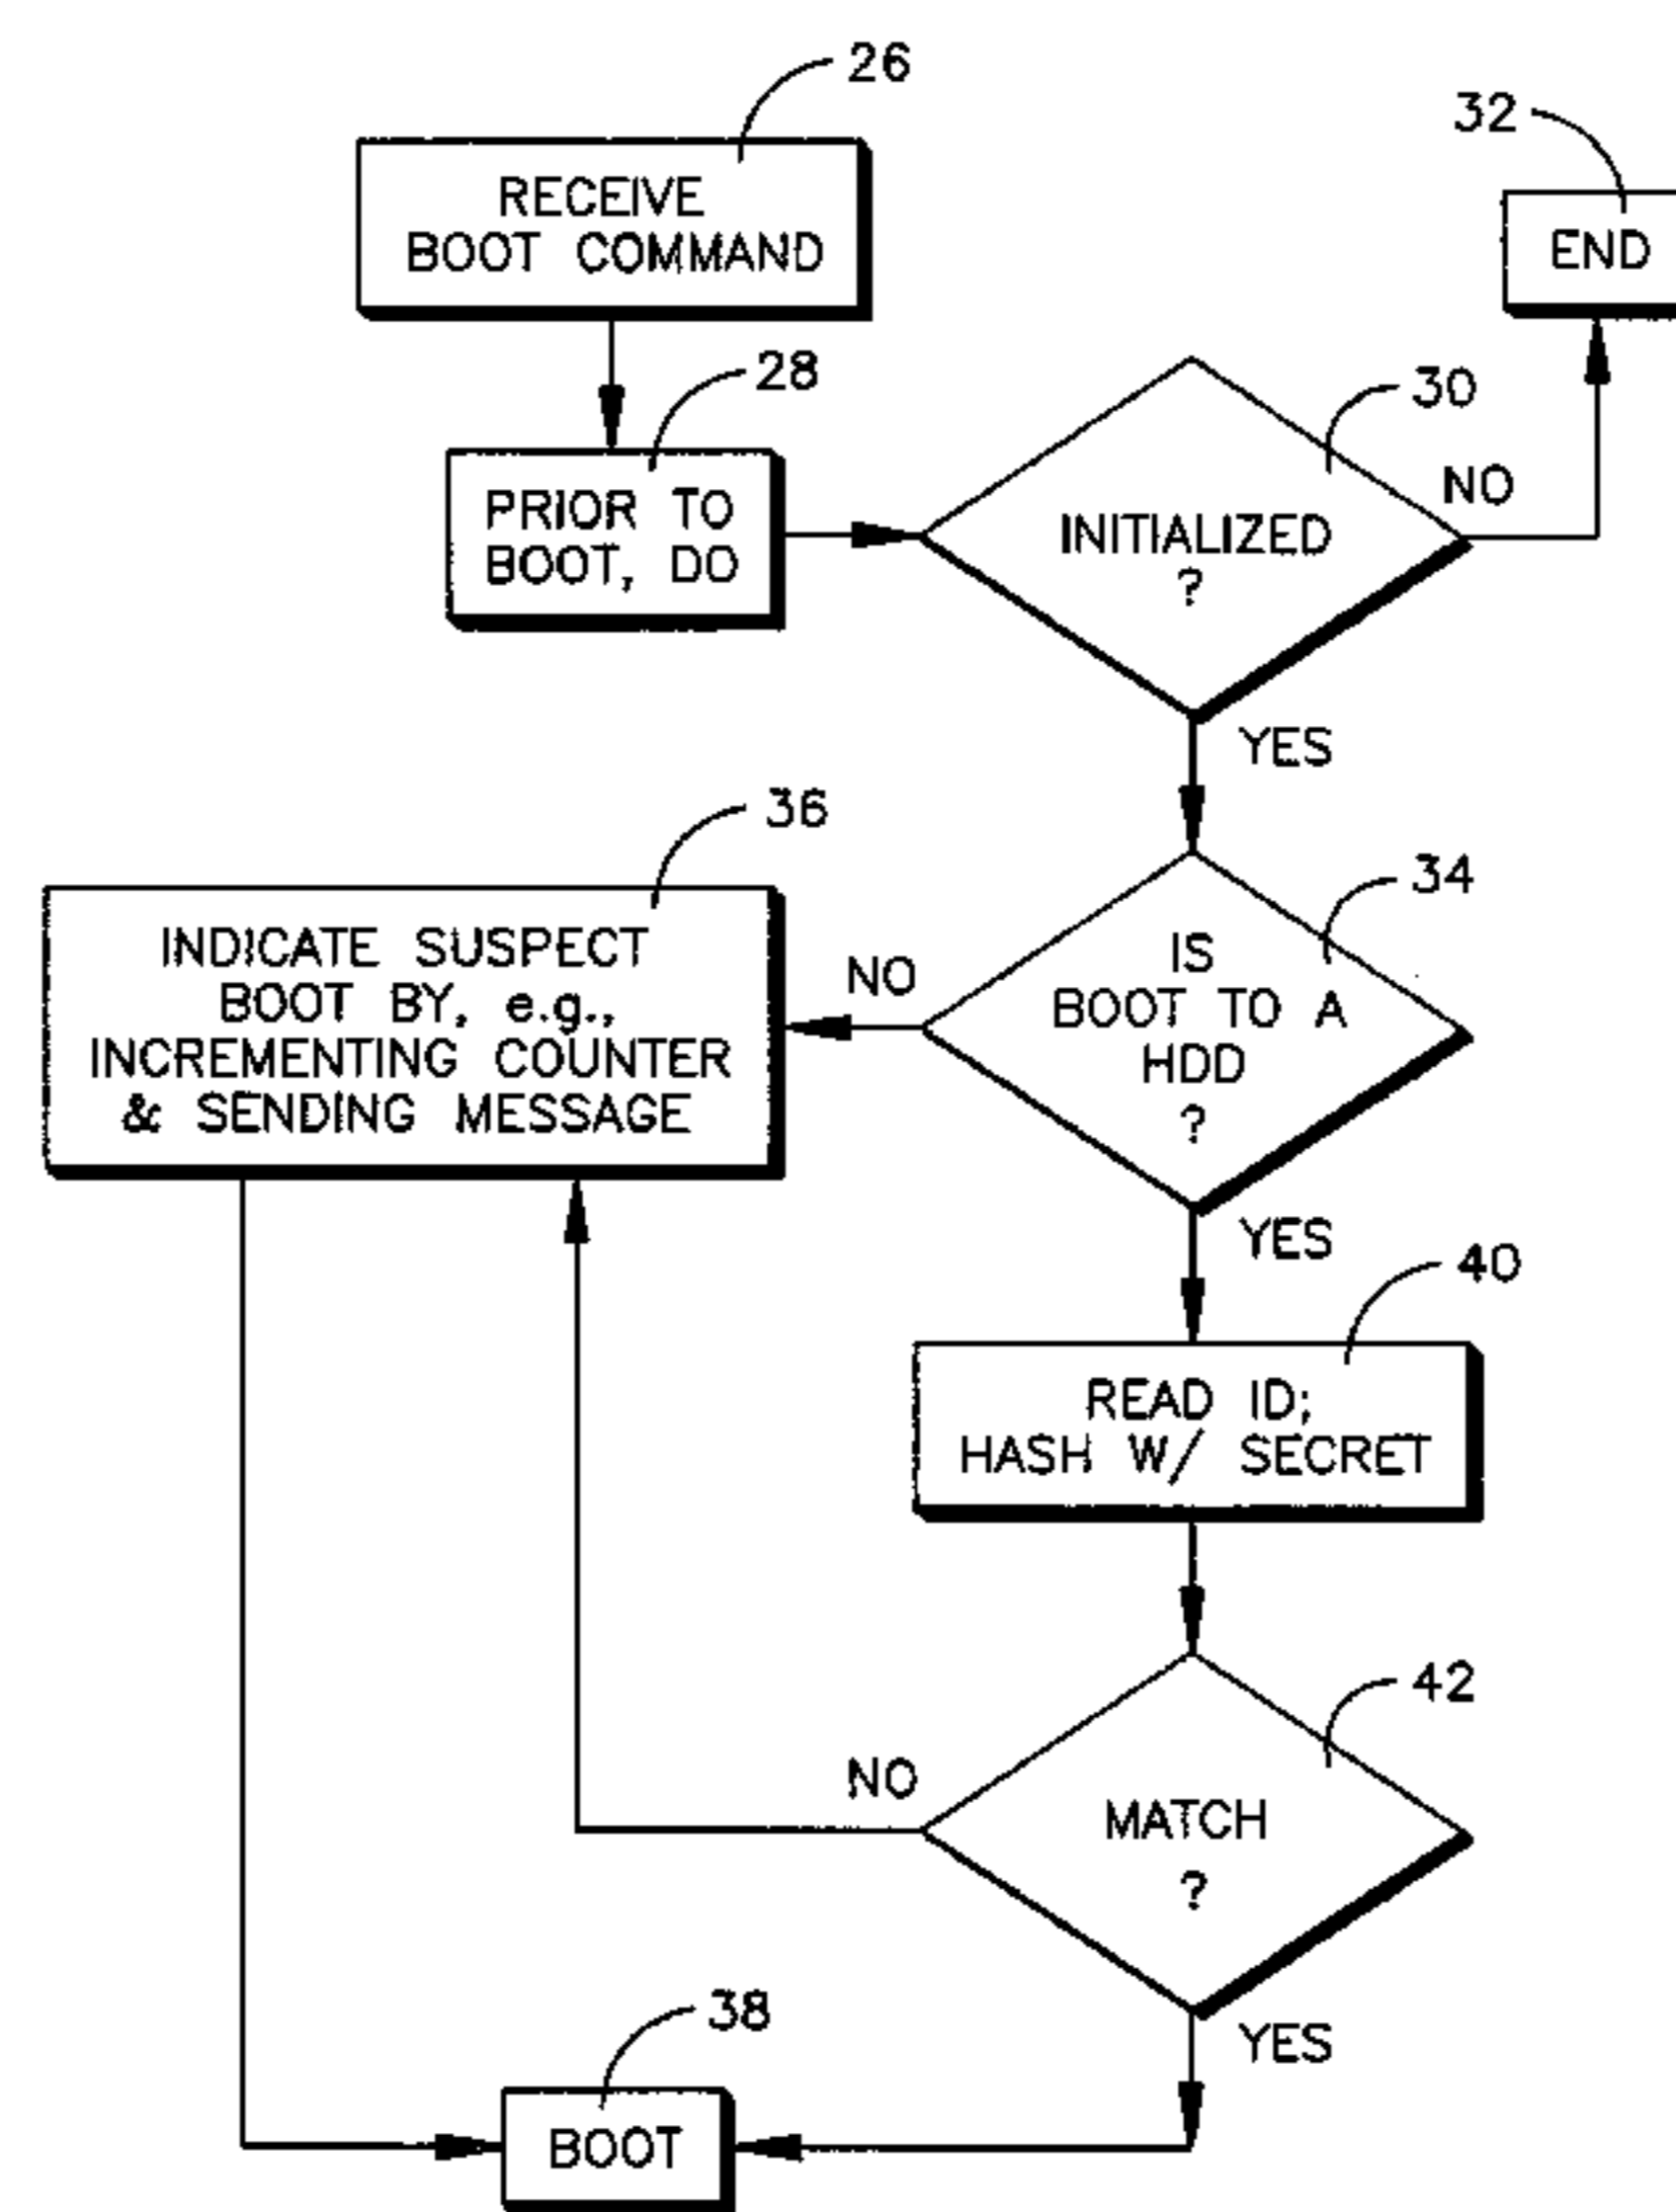 26
RECEIVE
BOOT COMMAND
32
END
28
PRIOR TO
BOOT, DO
30
INITIALIZED
?
NO
YES
36
INDICATE SUSPECT
BOOT BY, e.g.,
INCREMENTING COUNTER
& SENDING MESSAGE
NO
34
IS
BOOT TO A
HDD
?
YES
40
READ ID;
HASH W/ SECRET
42
MATCH
?
NO
YES
38
BOOT